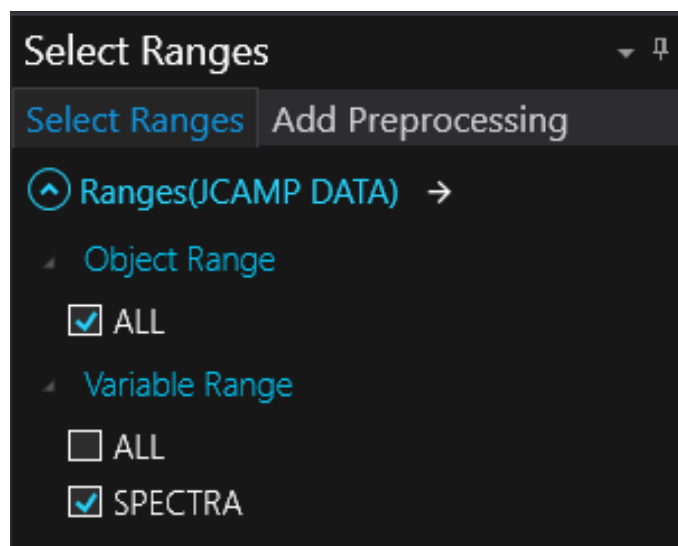 Select Ranges
Select Ranges Add Preprocessing
Ranges(JCAMP DATA) →
Object Range
ALL
Variable Range
ALL
SPECTRA